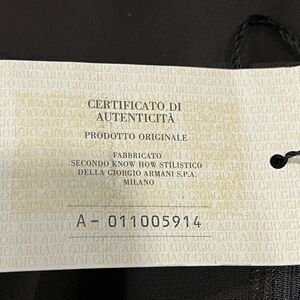 CERTIFICATO DI
AUTENTICITÀ
PRODOTTO ORIGINALE
FABBRICATO
SECONDO KNOW HOW STILISTICO
DELLA GIORGIO ARMANI S.P.A.
MILANO
A- 011005914